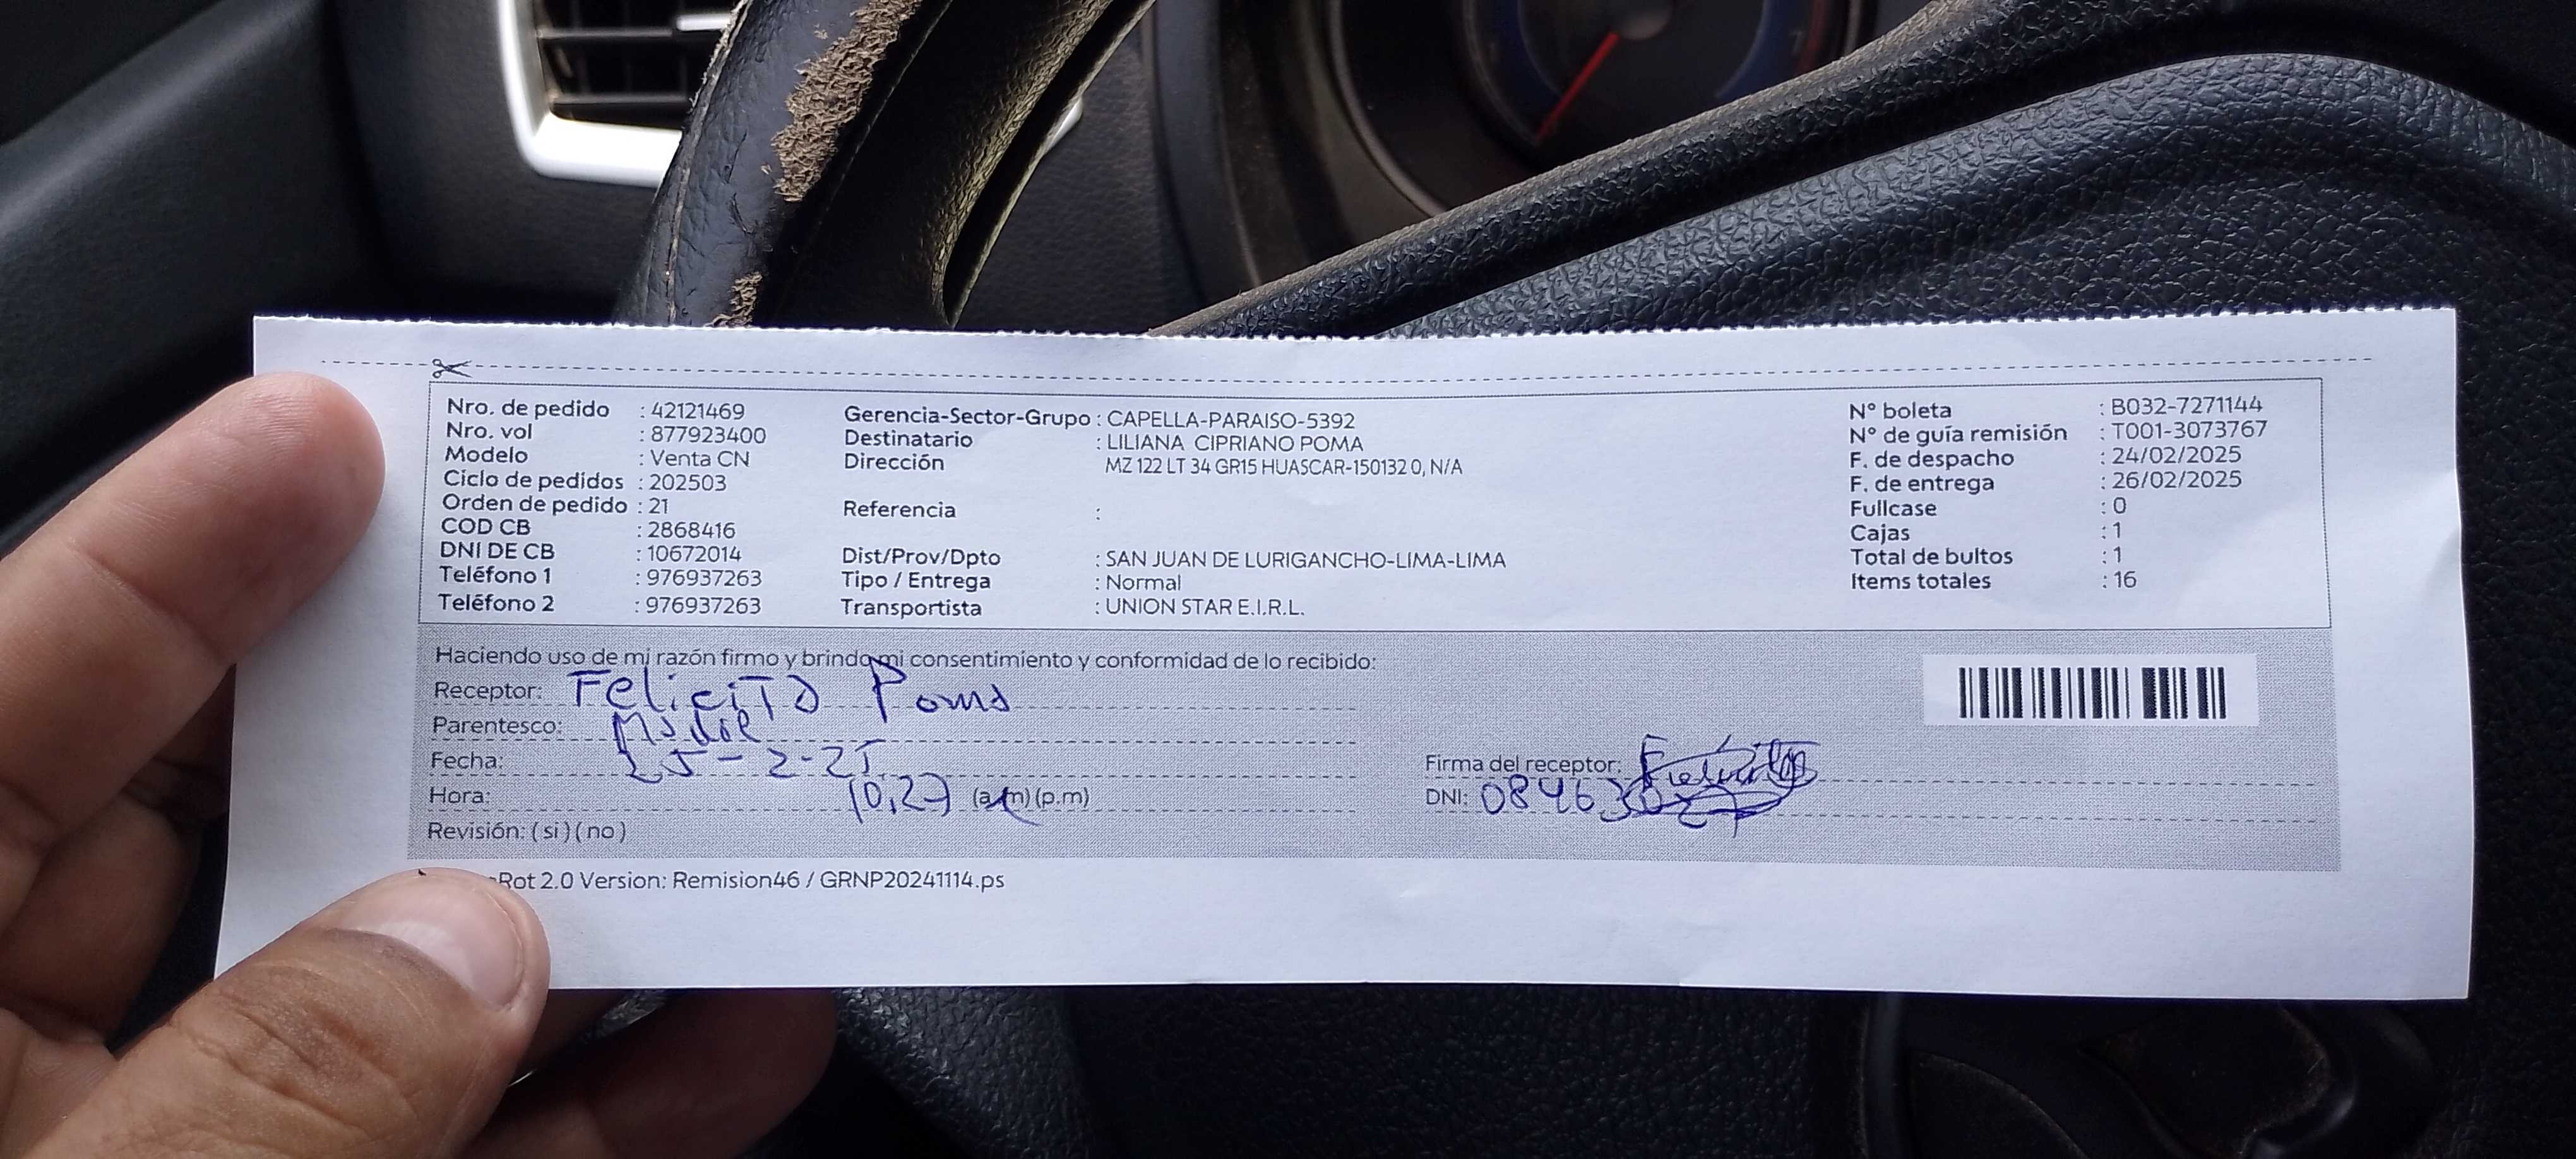 Nro. de pedido : 42121469
Nro. vol : 877923400
Modelo : Venta CN
Ciclo de pedidos : 202503
Orden de pedido : 21
COD CB : 2868416
DNI DE CB : 10672014
Teléfono 1 : 976937263
Teléfono 2 : 976937263
Gerencia-Sector-Grupo : CAPELLA-PARAISO-5392
Destinatario : LILIANA CIPRIANO POMA
Dirección MZ 122 LT 34 GR15 HUASCAR-150132 0, N/A
Referencia :
Dist/Prov/Dpto : SAN JUAN DE LURIGANCHO-LIMA-LIMA
Tipo / Entrega : Normal
Transportista : UNION STAR E.I.R.L.
N° boleta : B032-7271144
N° de guía remisión : T001-3073767
F. de despacho : 24/02/2025
F. de entrega : 26/02/2025
Fullcase : 0
Cajas : 1
Total de bultos : 1
Items totales : 16
Haciendo uso de mi razón firmo y brindo mi consentimiento y conformidad de lo recibido:
Receptor: Felicita Poma
Parentesco: Madre
Fecha: 25-2-25
Hora: 10,27 (a.m) (p.m)
Revisión: ( si ) ( no )
Firma del receptor:
DNI:
Rot 2.0 Version: Remision46 / GRNP20241114.ps